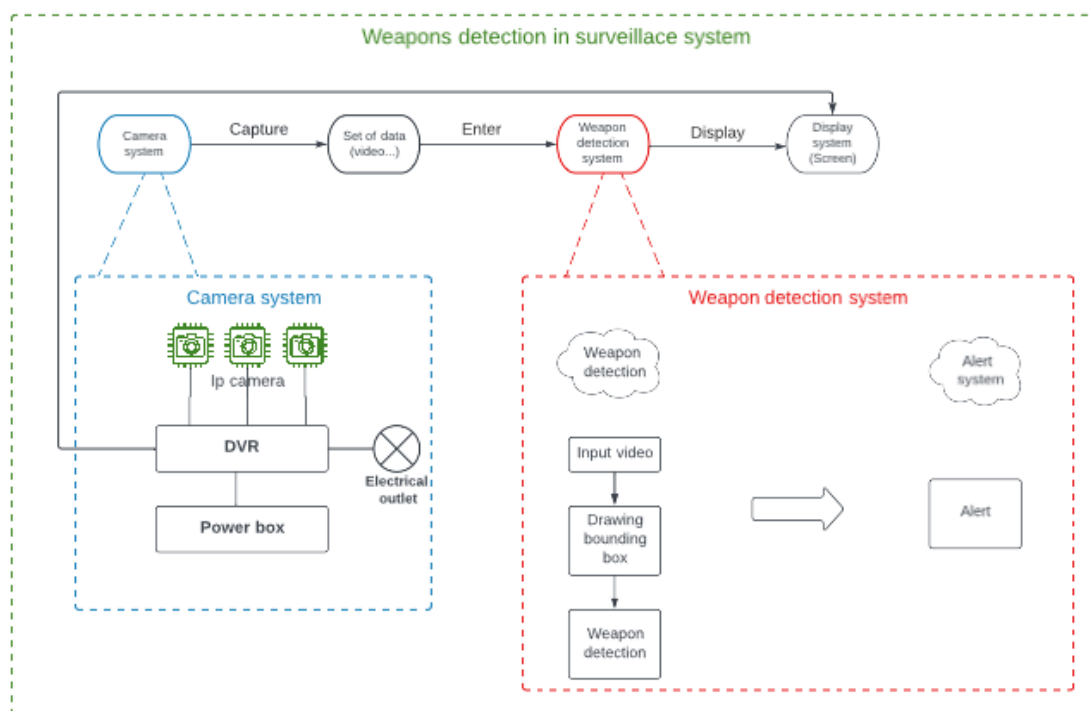 Weapons detection in surveillace system
Camera
system
Capture
Set of data
(video...)
Enter
Weapon
detection
system
Display
Display
system
(Screen)
Camera system
Ip camera
DVR
Electrical
outlet
Power box
Weapon detection system
Weapon
detection
Alert
system
Input video
Drawing
bounding
box
Alert
Weapon
detection